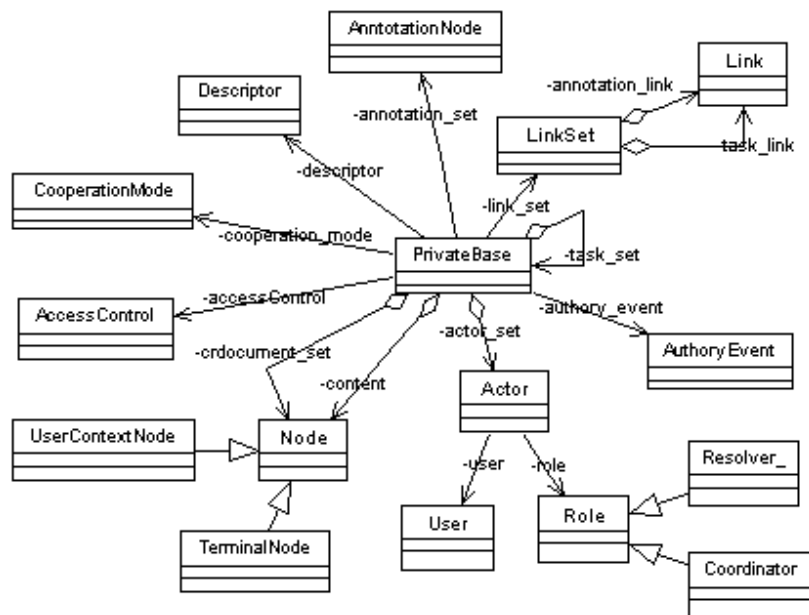 AnntotationNode
Link
-annotation_link
Descriptor
-annotation_set
LinkSet
task_link
-descriptor
CooperationMode
-link_set
-cooperation_mode
PrivateBase
-task_set
-accessControl
AccessControl
-authory_event
-actor_set
-crdocument_set
AuthoryEvent
-content
Actor
UserContextNode
Node
-user
-role
Resolver_
User
Role
TerminalNode
Coordinator